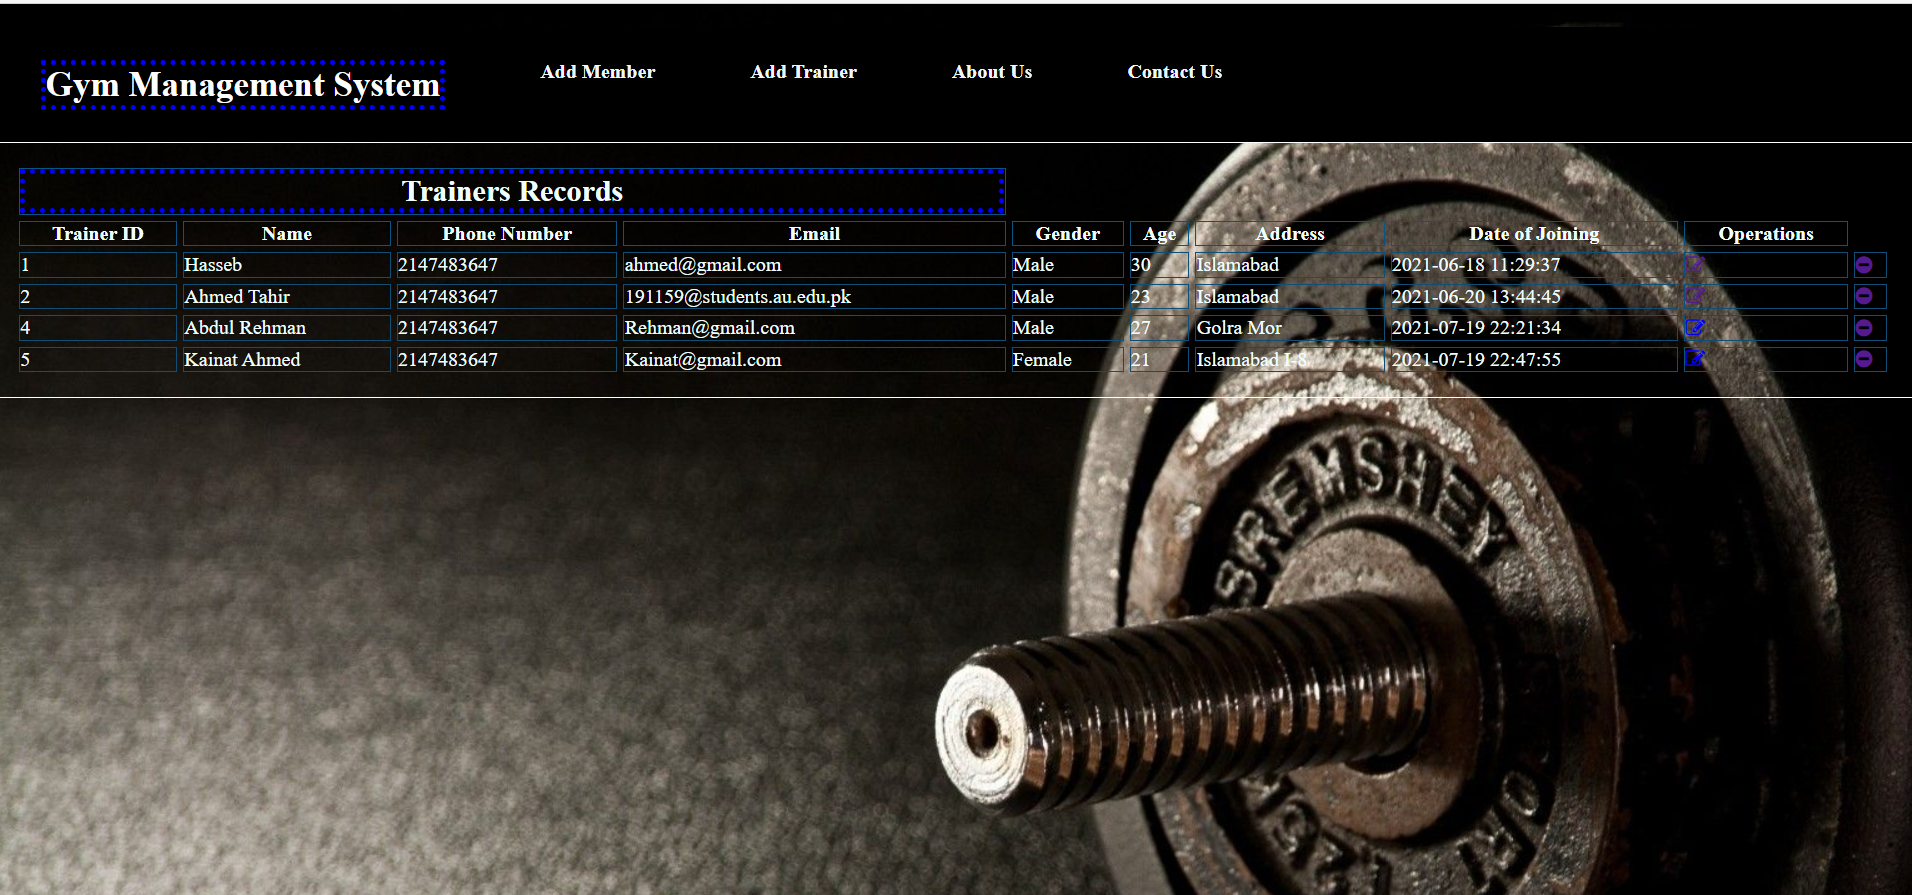 Gym Management System Add Member Add Trainer About Us Contact Us
Trainers Records
Trainer ID Name Phone Number Email Gender Age Address Date of Joining Operations
1 Hasseb 2147483647 ahmed@gmail.com Male 30 Islamabad 2021-06-18 11:29:37
2 Ahmed Tahir 2147483647 191159@students.au.edu.pk Male 23 Islamabad 2021-06-20 13:44:45
4 Abdul Rehman 2147483647 Rehman@gmail.com Male 27 Golra Mor 2021-07-19 22:21:34
5 Kainat Ahmed 2147483647 Kainat@gmail.com Female 21 Islamabad I-8 2021-07-19 22:47:55
BREMSHEY